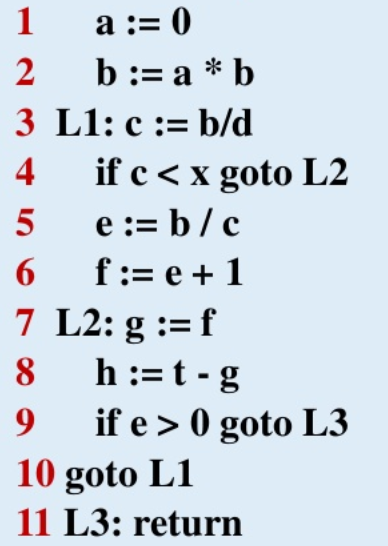 1 a := 0
2 b := a * b
3 L1: c := b/d
4 if c < x goto L2
5 e := b / c
6 f := e + 1
7 L2: g := f
8 h := t - g
9 if e > 0 goto L3
10 goto L1
11 L3: return